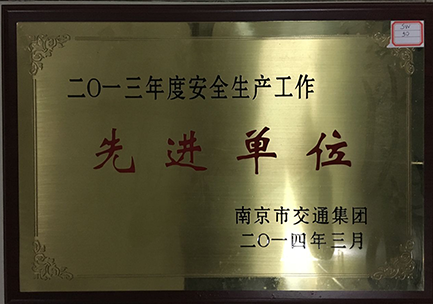 二〇一三年度安全生产工作
先进单位
南京市交通集团
二〇一四年三月